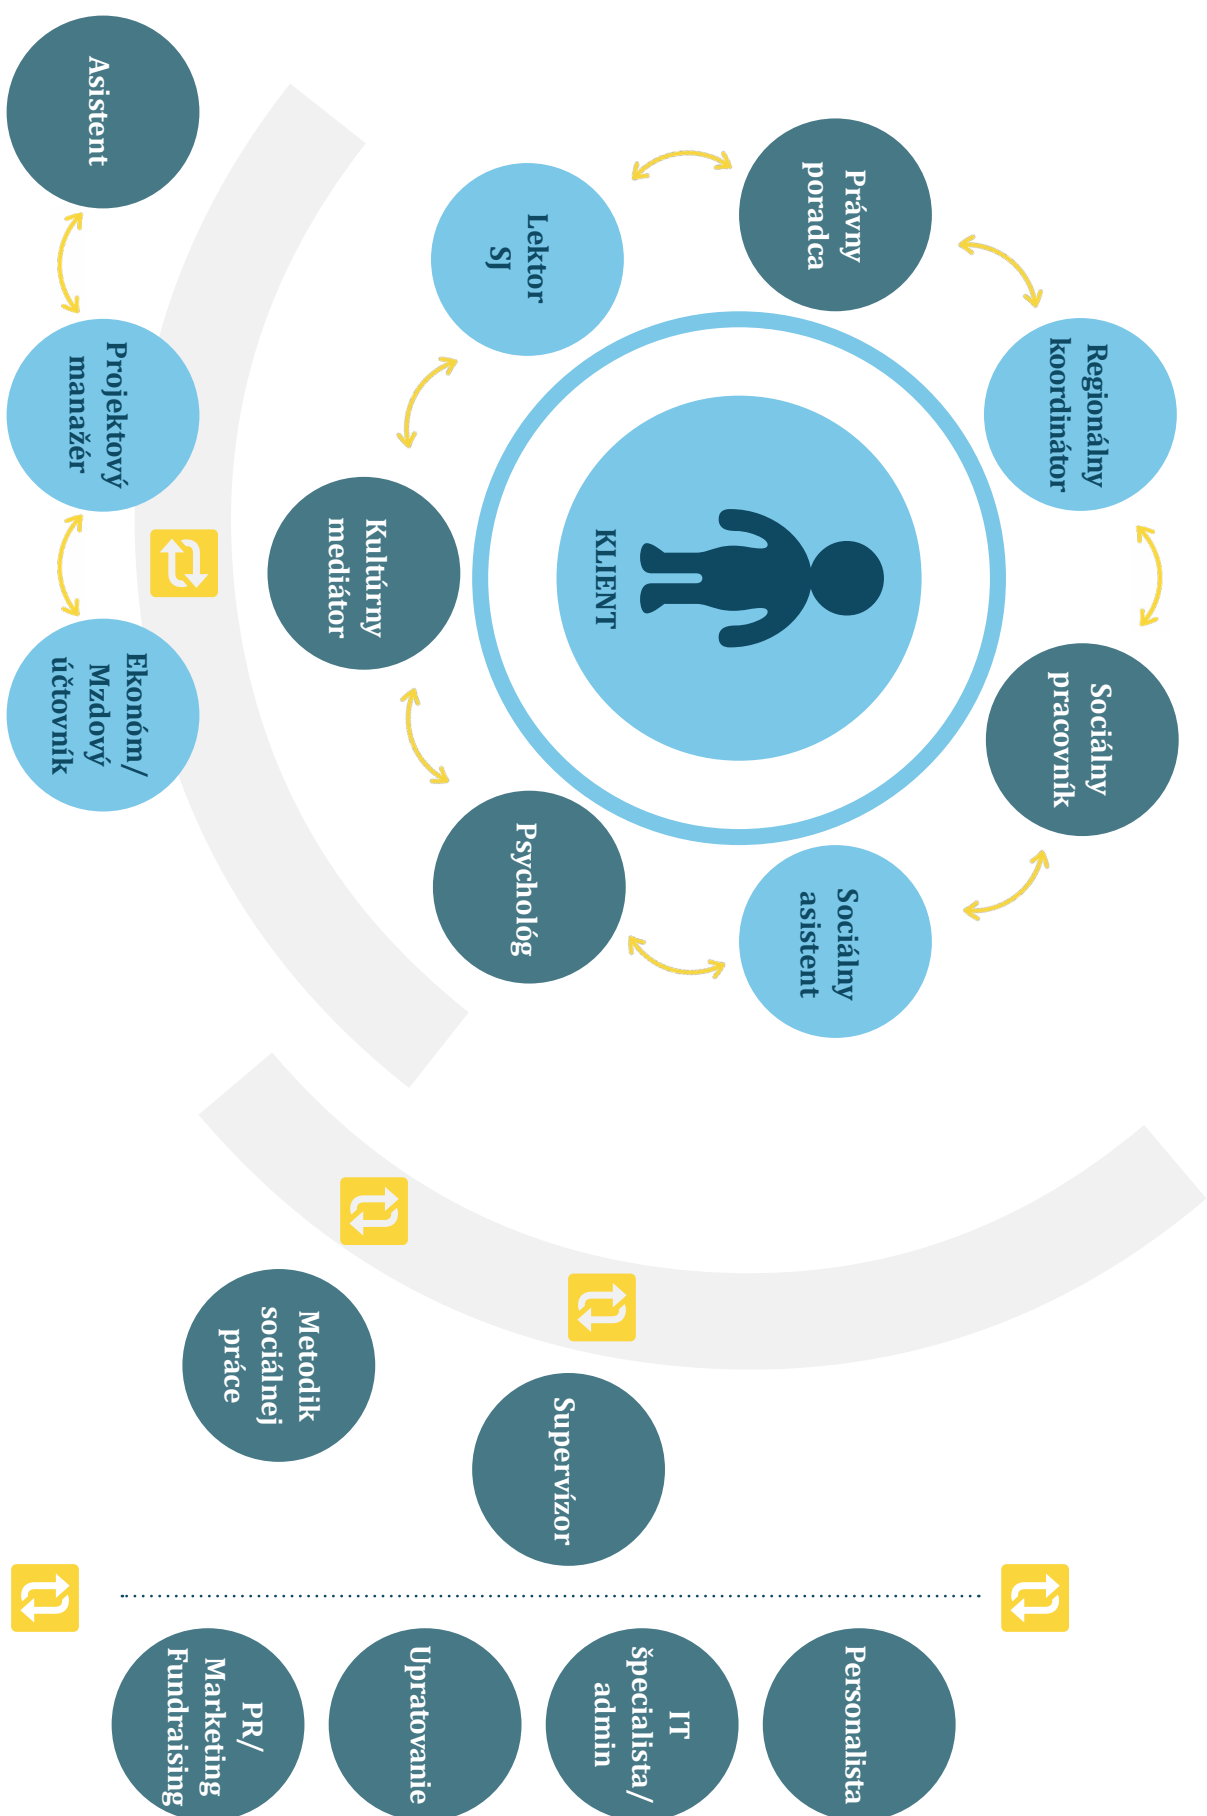 Regionálny
koordinátor
Sociálny
pracovník
Právny
poradca
Sociálny
asistent
KLIENT
Lektor
SJ
Psychológ
Kultúrny
mediátor
Supervízor
Metodik
sociálnej
práce
Personalista
IT
špecialista/
admin
Upratovanie
PR/
Marketing
Fundraising
Asistent
Projektový
manažér
Ekonóm/
Mzdový
účtovník